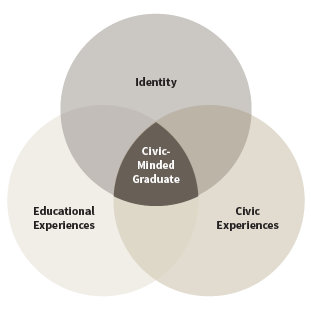 Identity
Civic-
Minded
Graduate
Educational
Experiences
Civic
Experiences